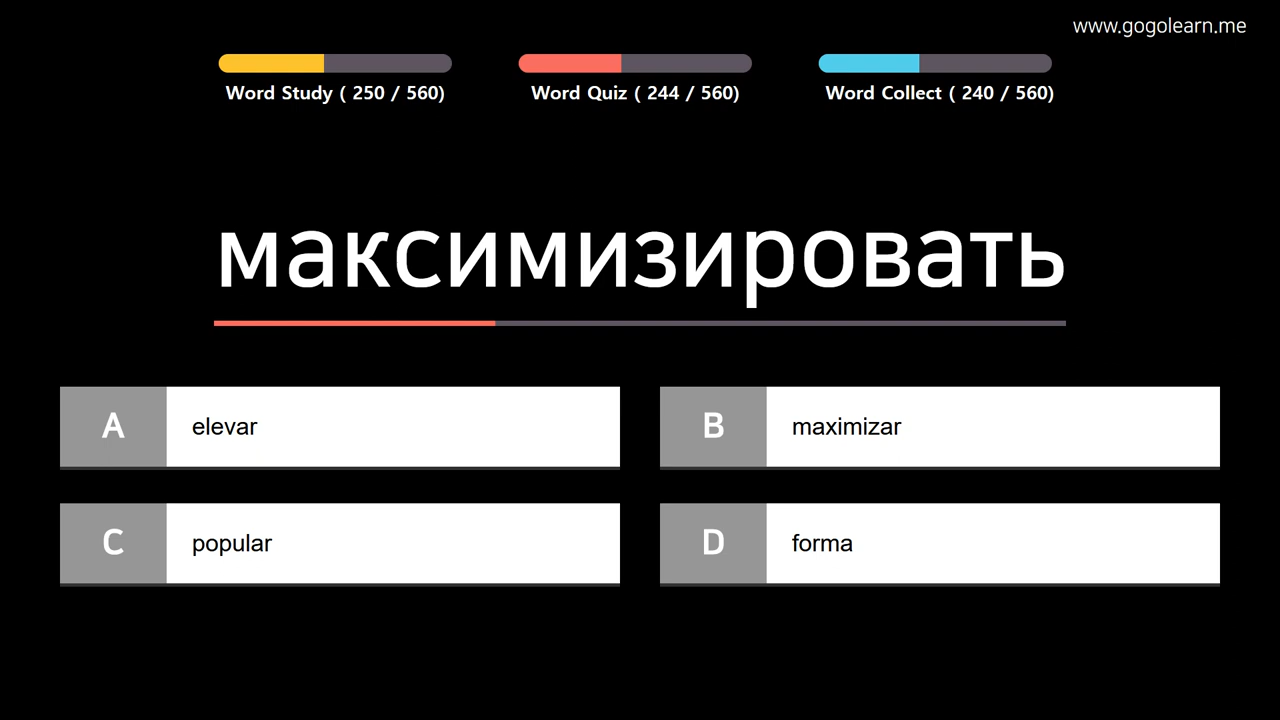 www.gogolearn.me
Word Study ( 250 / 560)
Word Quiz ( 244 / 560)
Word Collect ( 240 / 560)
максимизировать
A
elevar
B
maximizar
C
popular
D
forma